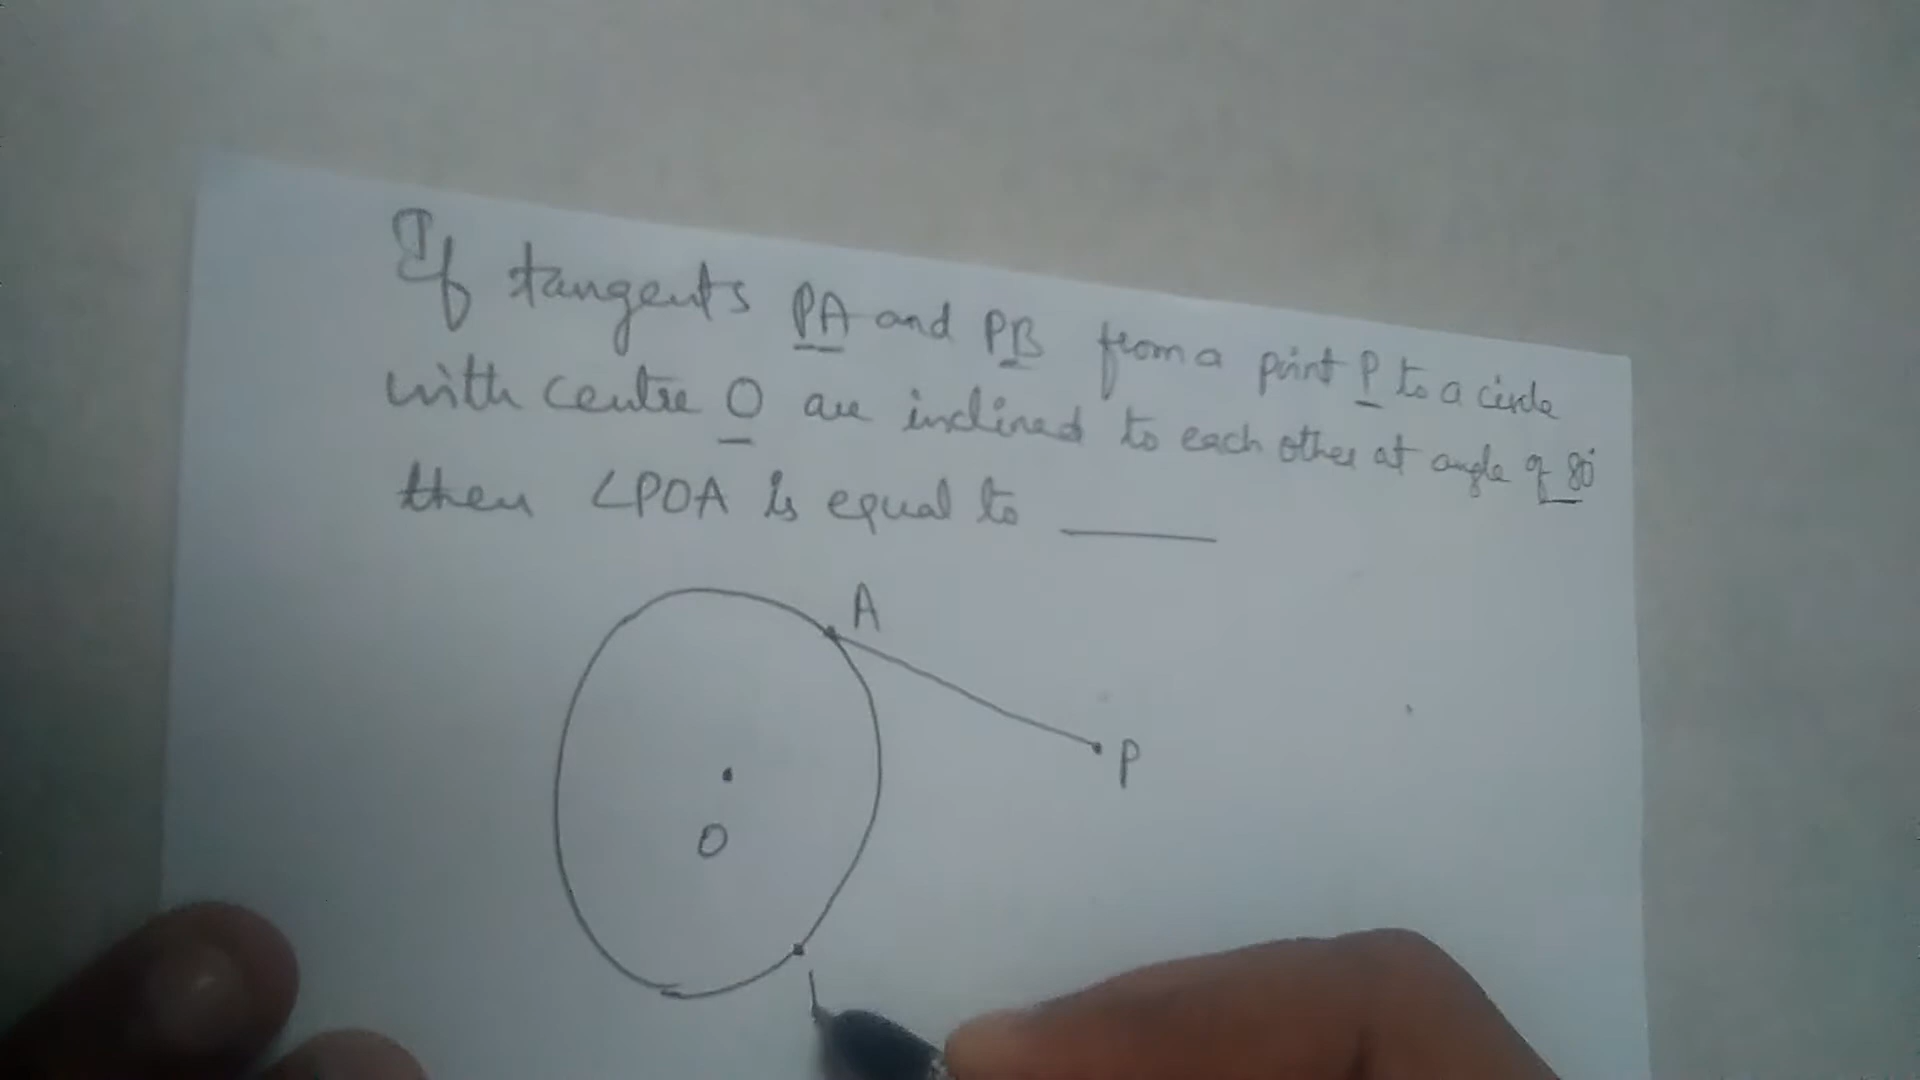 If tangents PA and PB from a point P to a circle
with centre O are inclined to each other at angle of 80°
then ∠POA is equal to ______
A
P
O